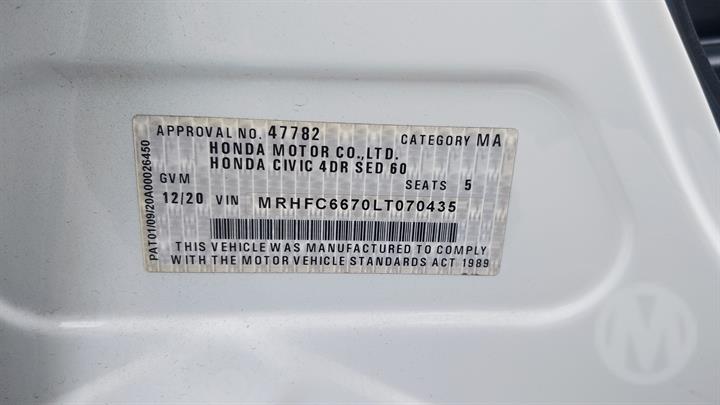 APPROVAL NO. 47782 CATEGORY MA
HONDA MOTOR CO.,LTD.
HONDA CIVIC 4DR SED 60
GVM SEATS 5
12/20 VIN MRHFC6670LT070435
THIS VEHICLE WAS MANUFACTURED TO COMPLY
WITH THE MOTOR VEHICLE STANDARDS ACT 1989
PAT01/09/20A00026450
M